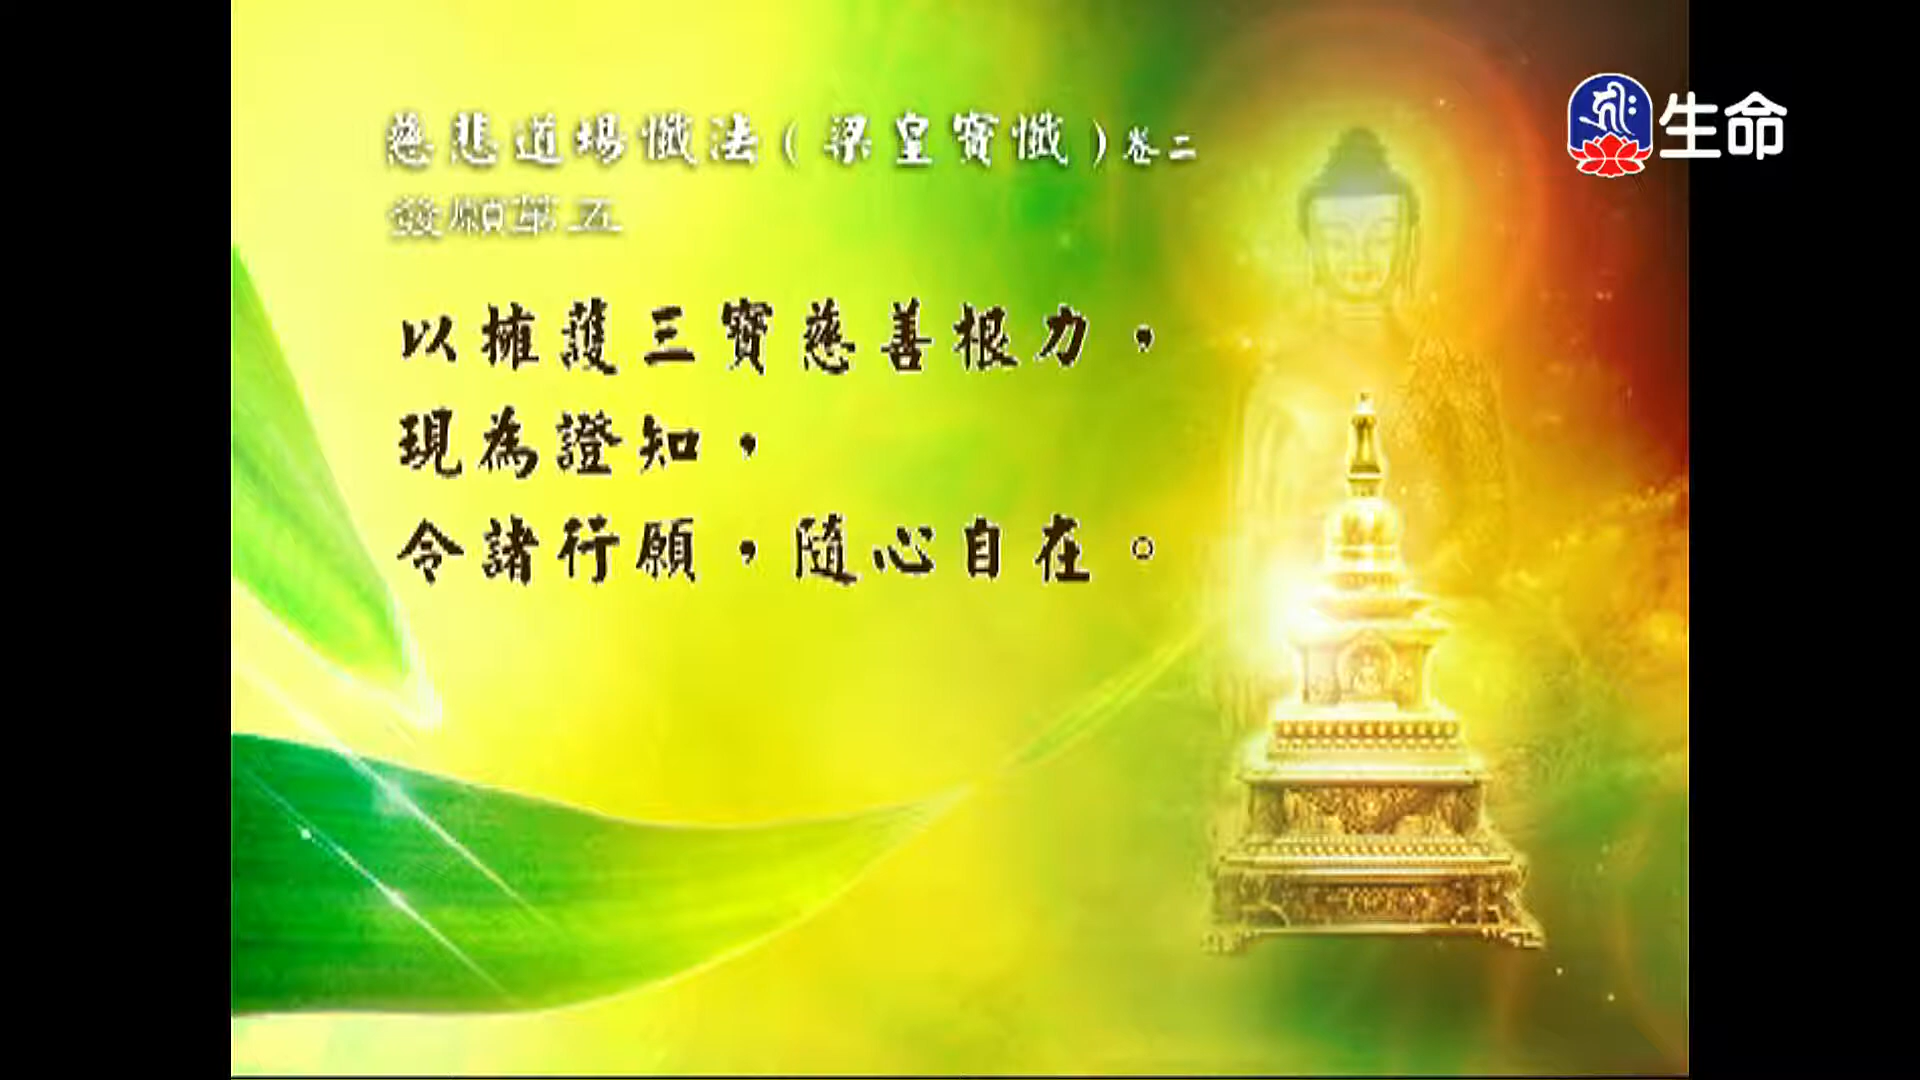 慈悲道場懺法(梁皇寶懺)卷二
發願第五
以擁護三寶慈善根力，
現為證知，
令諸行願，隨心自在。
生命